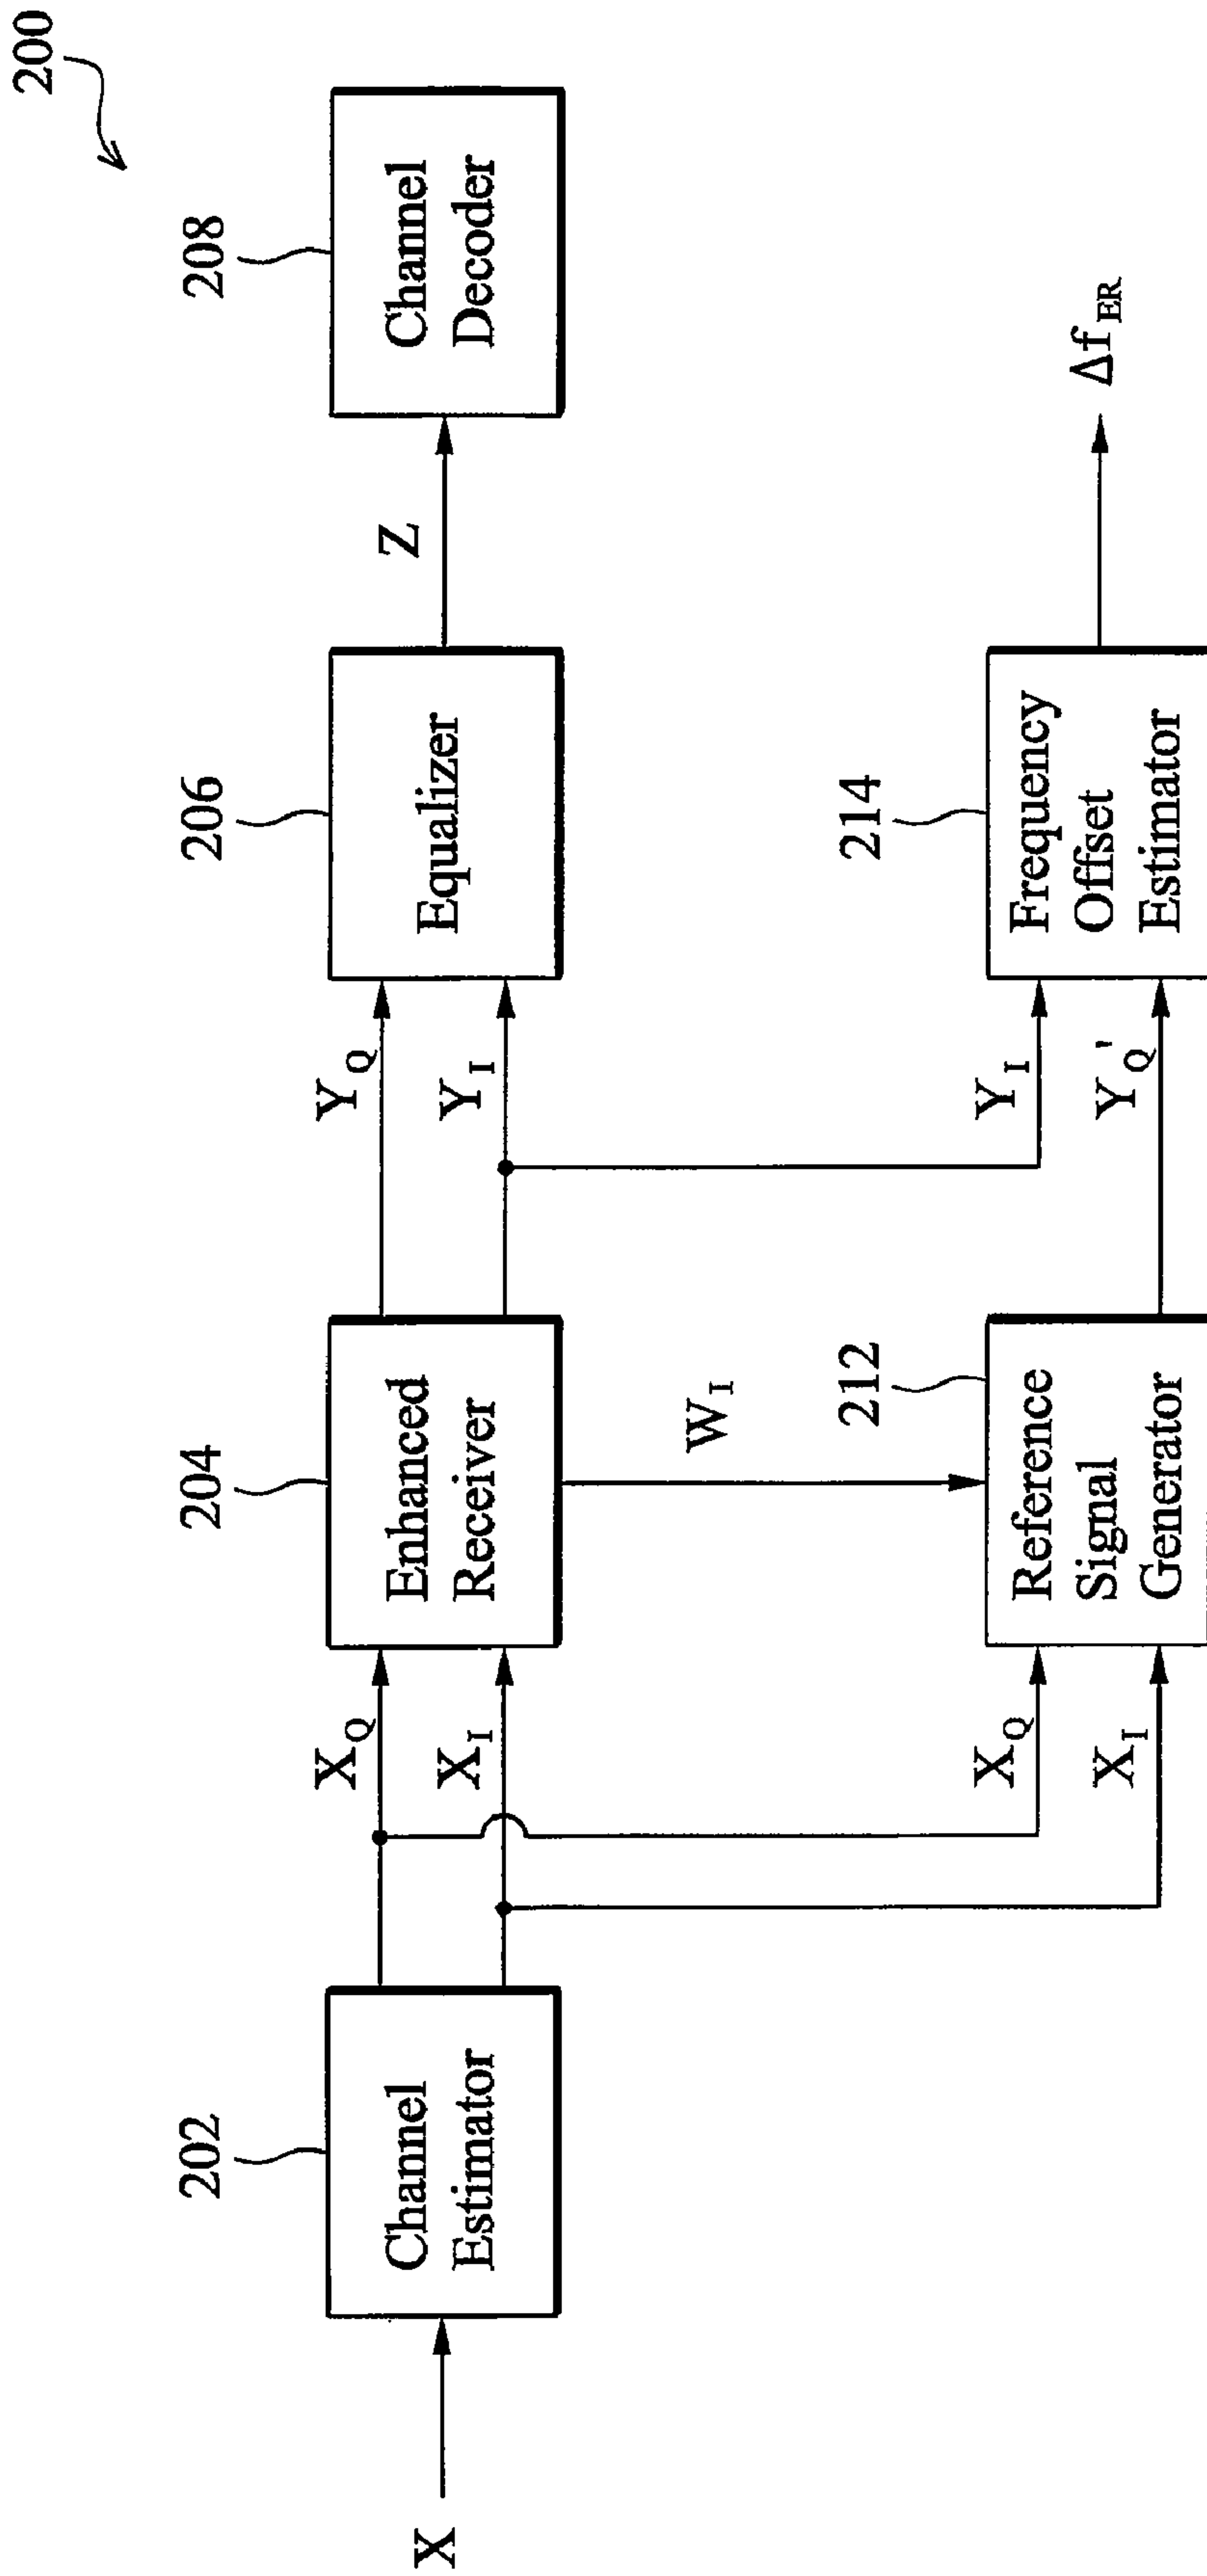 200
202
204
206
208
Channel
Estimator
Enhanced
Receiver
Equalizer
Channel
Decoder
X
X_Q
X_I
Y_Q
Y_I
Z
W_I
212
214
X_Q
X_I
Reference
Signal
Generator
Y_I
Y_Q'
Frequency
Offset
Estimator
Δf_ER